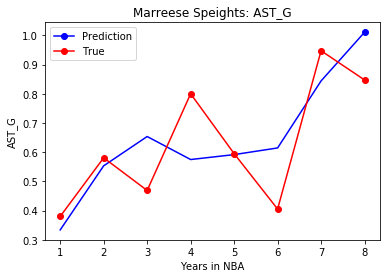 Marreese Speights: AST_G
Prediction
True
AST_G
1.0
0.9
0.8
0.7
0.6
0.5
0.4
0.3
1 2 3 4 5 6 7 8
Years in NBA